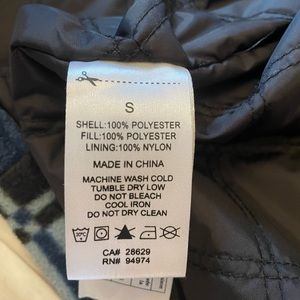 S
SHELL:100% POLYESTER
FILL:100% POLYESTER
LINING:100% NYLON
MADE IN CHINA
MACHINE WASH COLD
TUMBLE DRY LOW
DO NOT BLEACH
COOL IRON
DO NOT DRY CLEAN
CA# 28629
RN# 94974